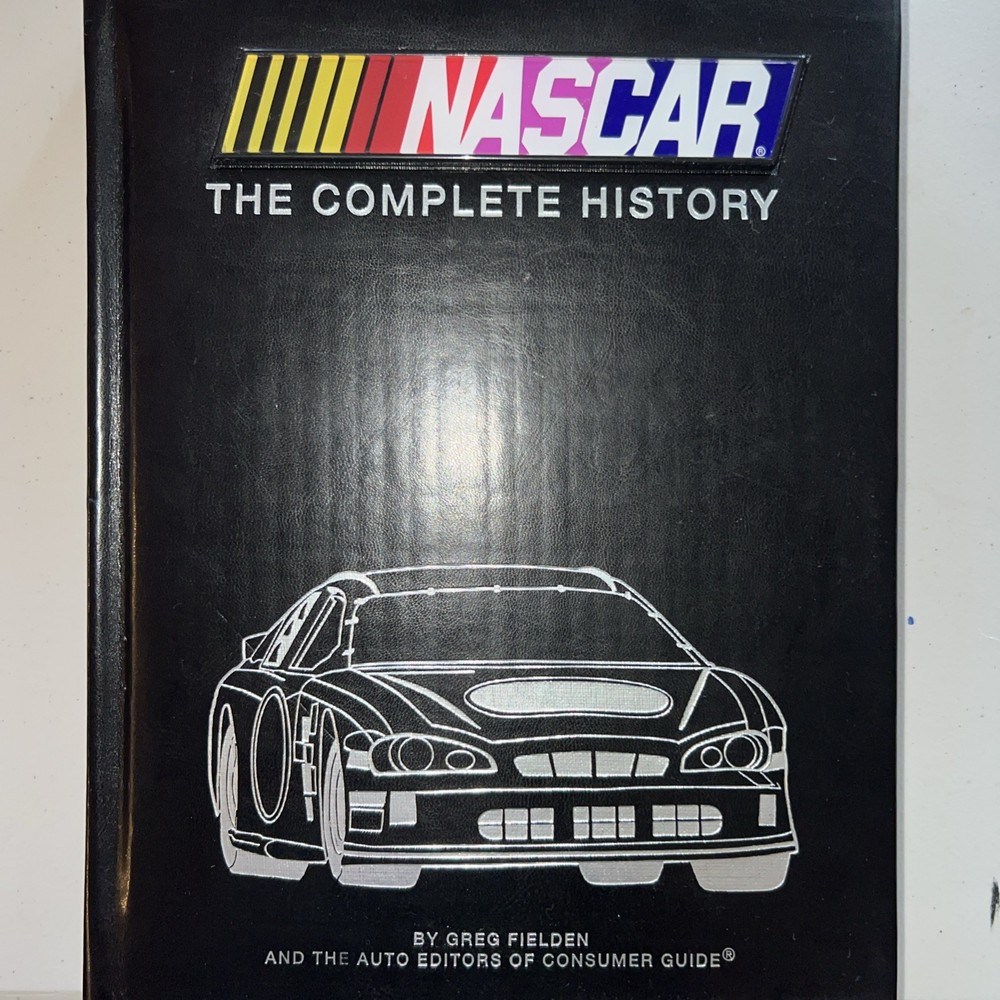 NASCAR®
THE COMPLETE HISTORY
BY GREG FIELDEN
AND THE AUTO EDITORS OF CONSUMER GUIDE®